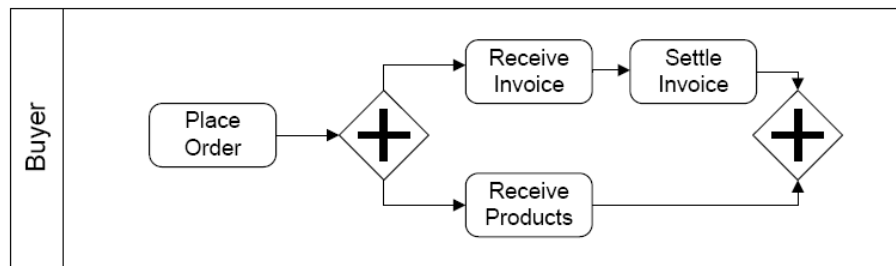 Buyer
Place
Order
Receive
Invoice
Settle
Invoice
Receive
Products